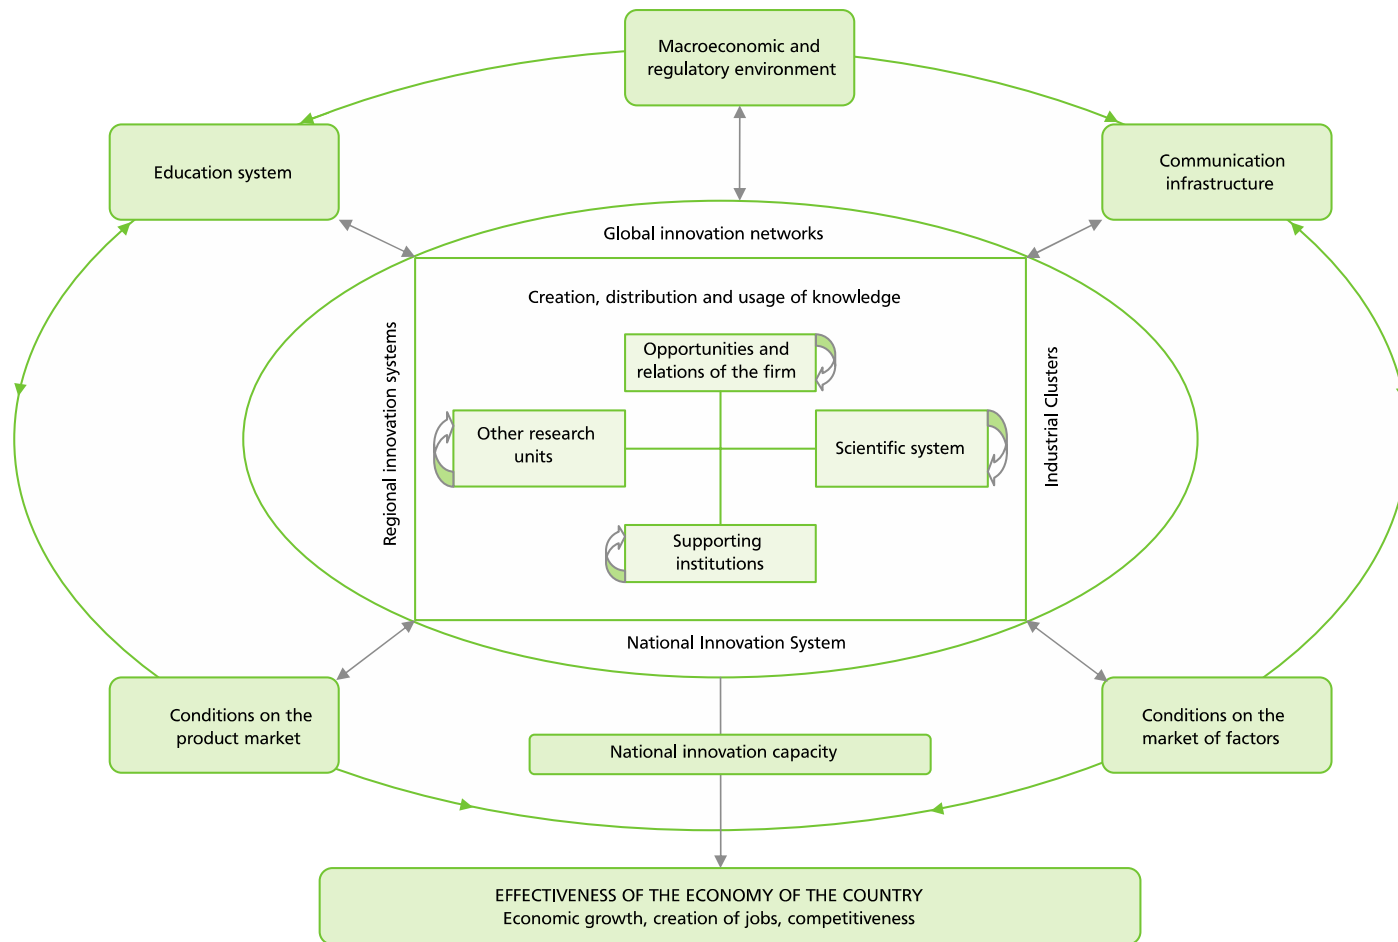 Macroeconomic and
regulatory environment
Education system
Communication
infrastructure
Global innovation networks
Creation, distribution and usage of knowledge
Regional innovation systems
Opportunities and
relations of the firm
Industrial Clusters
Other research
units
Scientific system
Supporting
institutions
National Innovation System
Conditions on the
product market
National innovation capacity
Conditions on the
market of factors
EFFECTIVENESS OF THE ECONOMY OF THE COUNTRY
Economic growth, creation of jobs, competitiveness